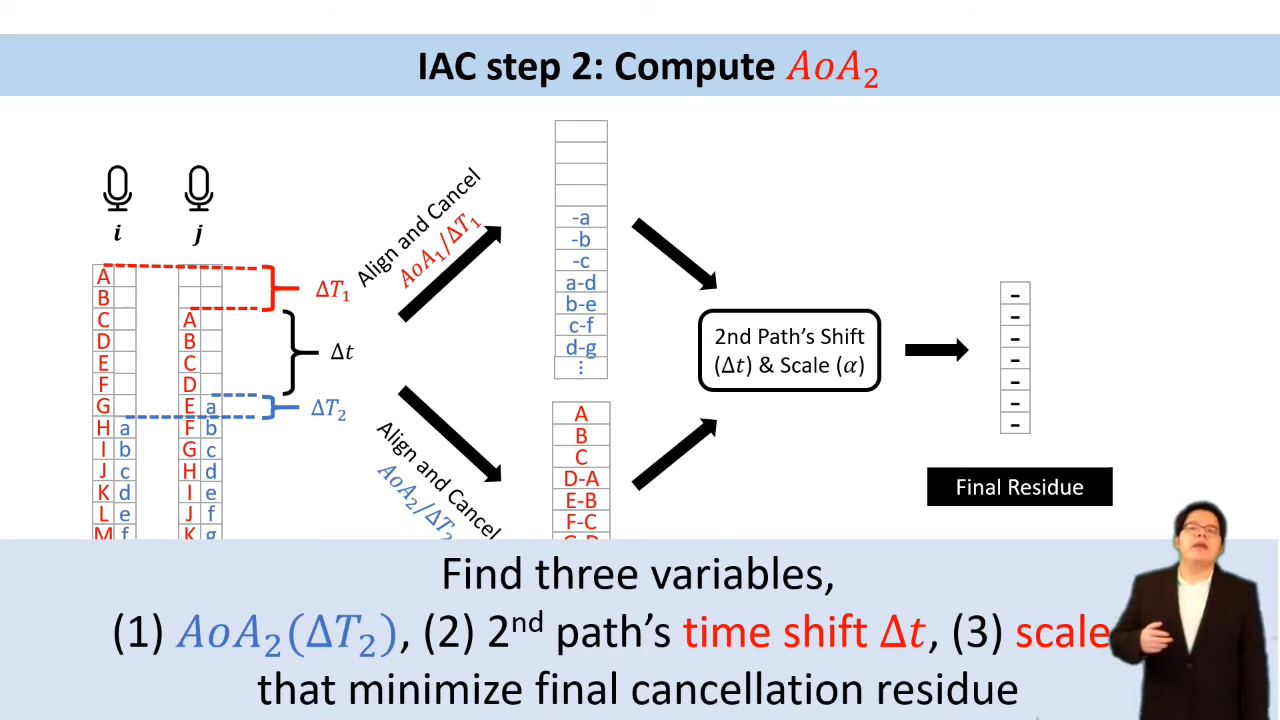 IAC step 2: Compute AoA₂
i
j
A
B
C A
D B
E C
F D
G E a
H a F b
I b G c
J c H d
K d I e
L e J f
M f K g
ΔT₁
Δt
ΔT₂
Align and Cancel
AoA₁/ΔT₁
Align and Cancel
AoA₂/ΔT₂
-a
-b
-c
a-d
b-e
c-f
d-g
⋮
A
B
C
D-A
E-B
F-C
G-D
2nd Path's Shift
(Δt) & Scale (α)
-
-
-
-
-
-
-
Final Residue
Find three variables,
(1) AoA₂(ΔT₂), (2) 2nd path's time shift Δt, (3) scale
that minimize final cancellation residue